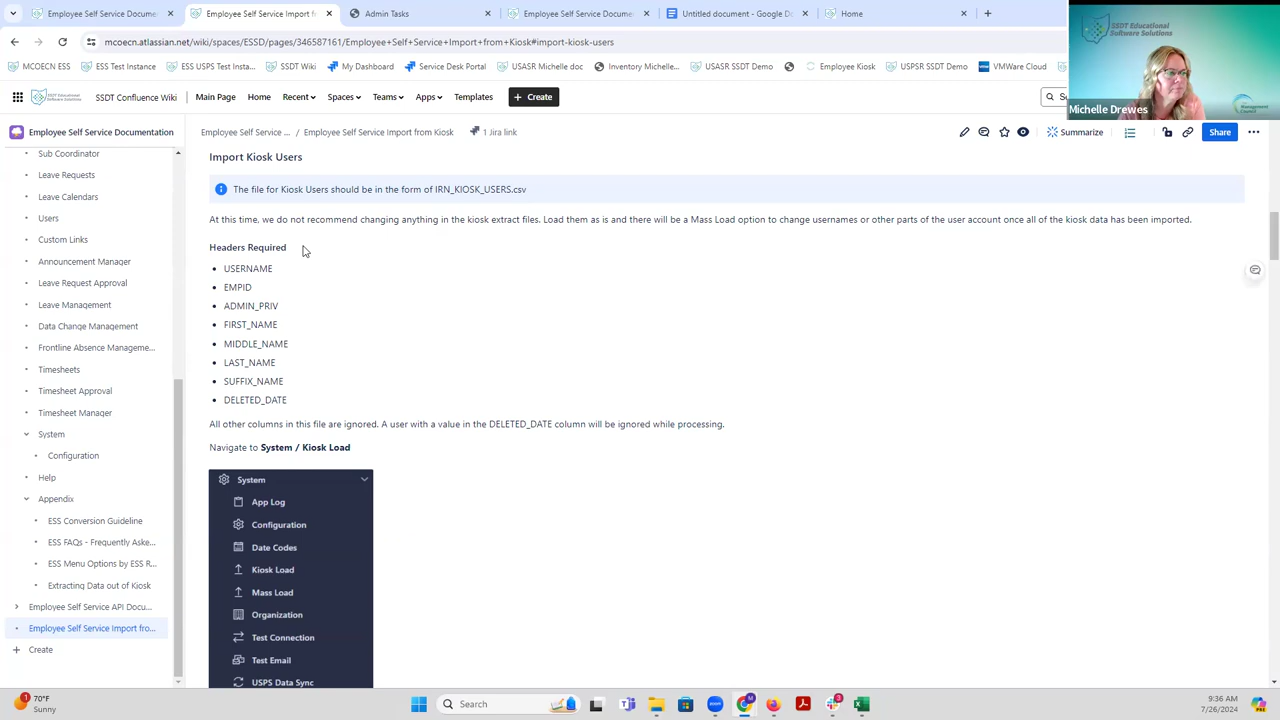 Employee Self Service Docume
Import Kiosk Users from
Admin Tasks
Employee Self Service Docume
Untitled document - Google D
Home
mcoecn.atlassian.net/wiki/spaces/ESSD/pages/346587161/Employee+Self+Service+Import+from+Kiosk#import-kiosk-users
MCOECN ESS
ESS Test Instance
ESS USPS Test Insta...
SSDT Wiki
My Dashboard
Service Desk Portal
USASR Michelle doc
Inventory Michelle...
USASR SSDT Demo
Employee Kiosk
USPSR SSDT Demo
VMWare Cloud
SSDT Educational
Software Solutions
Management
Council
Michelle Drewes
SSDT Confluence Wiki
Main Page
Home
Recent
Spaces
Teams
Apps
Templates
+ Create
Employee Self Service Documentation
Employee Self Service ... / Employee Self Service Import from Kiosk
1 Jira link
Summarize
Share
Sub Coordinator
Leave Requests
Leave Calendars
Users
Custom Links
Announcement Manager
Leave Request Approval
Leave Management
Data Change Management
Frontline Absence Manageme...
Timesheets
Timesheet Approval
Timesheet Manager
System
Configuration
Help
Appendix
ESS Conversion Guideline
ESS FAQs - Frequently Aske...
ESS Menu Options by ESS R...
Extracting Data out of Kiosk
Employee Self Service API Docu...
Employee Self Service Import fro...
+ Create
Import Kiosk Users
The file for Kiosk Users should be in the form of IRN_KIOSK_USERS.csv
At this time, we do not recommend changing anything in the kiosk extract files. Load them as is and there will be a Mass Load option to change usernames or other parts of the user account once all of the kiosk data has been imported.
Headers Required
• USERNAME
• EMPID
• ADMIN_PRIV
• FIRST_NAME
• MIDDLE_NAME
• LAST_NAME
• SUFFIX_NAME
• DELETED_DATE
All other columns in this file are ignored. A user with a value in the DELETED_DATE column will be ignored while processing.
Navigate to System / Kiosk Load
System
App Log
Configuration
Date Codes
Kiosk Load
Mass Load
Organization
Test Connection
Test Email
USPS Data Sync
70°F
Sunny
Search
3
9:36 AM
7/26/2024